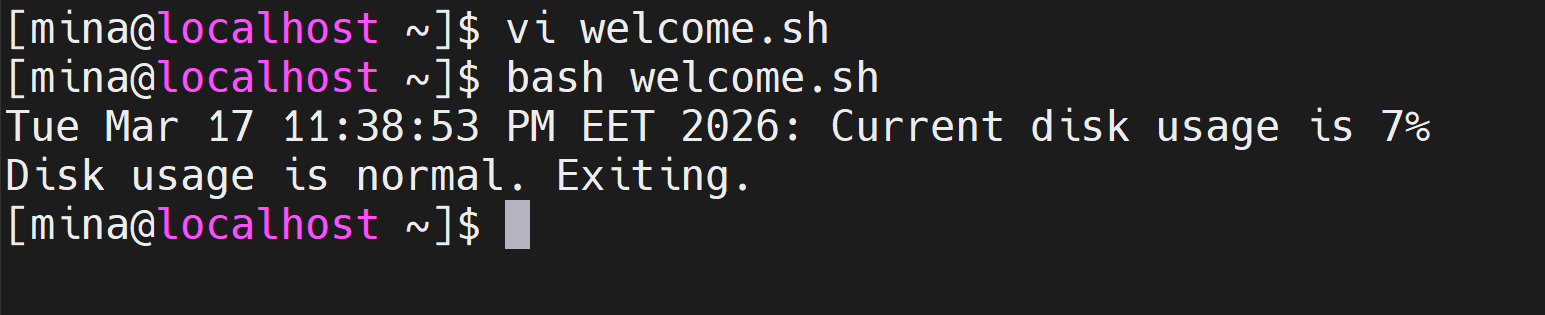 [mina@localhost ~]$ vi welcome.sh
[mina@localhost ~]$ bash welcome.sh
Tue Mar 17 11:38:53 PM EET 2026: Current disk usage is 7%
Disk usage is normal. Exiting.
[mina@localhost ~]$